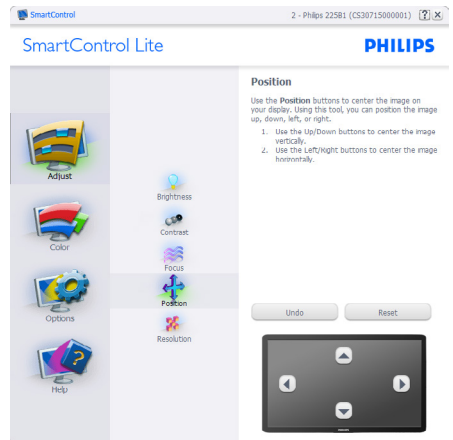 SmartControl
2 - Philips 225B1 (CS30715000001)
SmartControl Lite
PHILIPS
Adjust
Color
Options
Help
Brightness
Contrast
Focus
Position
Resolution
Position
Use the Position buttons to center the image on
your display. Using this tool, you can position the image
up, down, left, or right.
1. Use the Up/Down buttons to center the image
vertically.
2. Use the Left/Right buttons to center the image
horizontally.
Undo
Reset